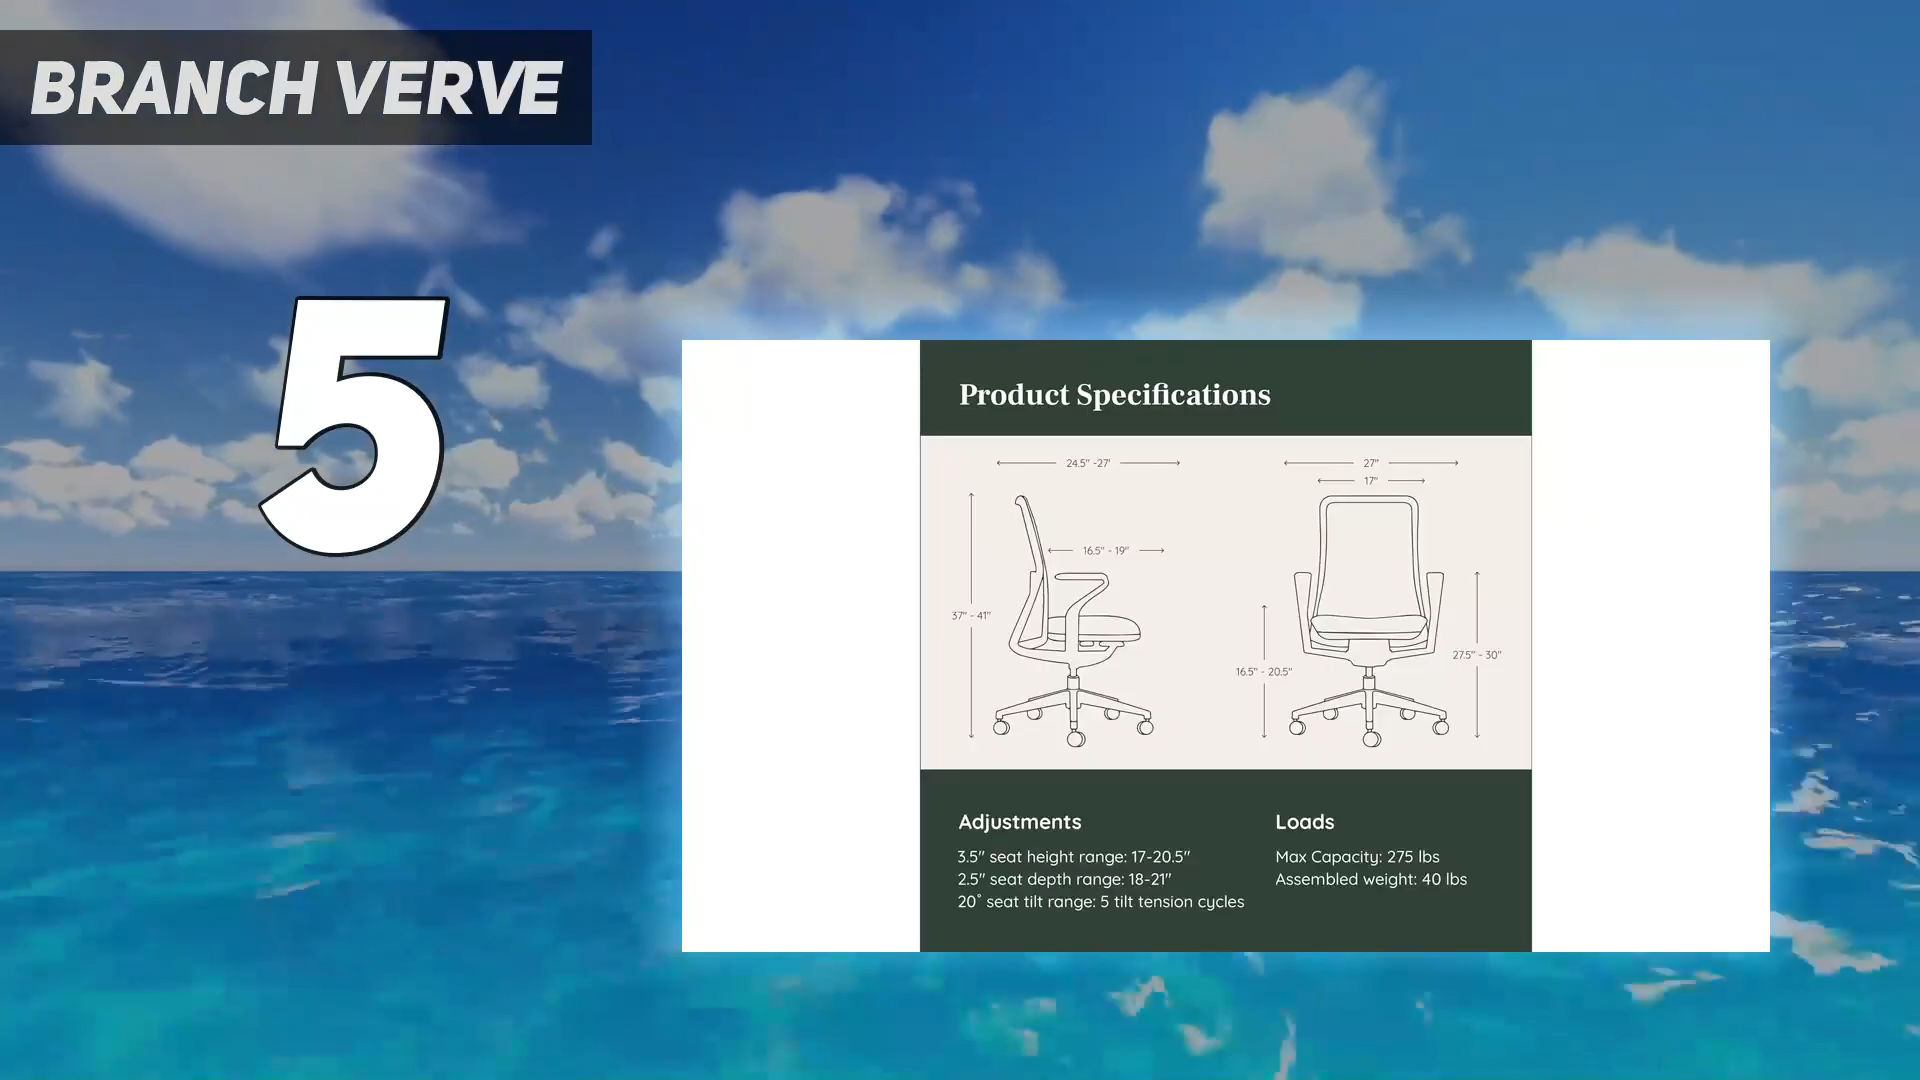 BRANCH VERVE
5
Product Specifications
24.5" -27'
27"
17"
16.5" - 19"
37" - 41"
16.5" - 20.5"
27.5" - 30"
Adjustments
3.5" seat height range: 17-20.5"
2.5" seat depth range: 18-21"
20° seat tilt range: 5 tilt tension cycles
Loads
Max Capacity: 275 lbs
Assembled weight: 40 lbs